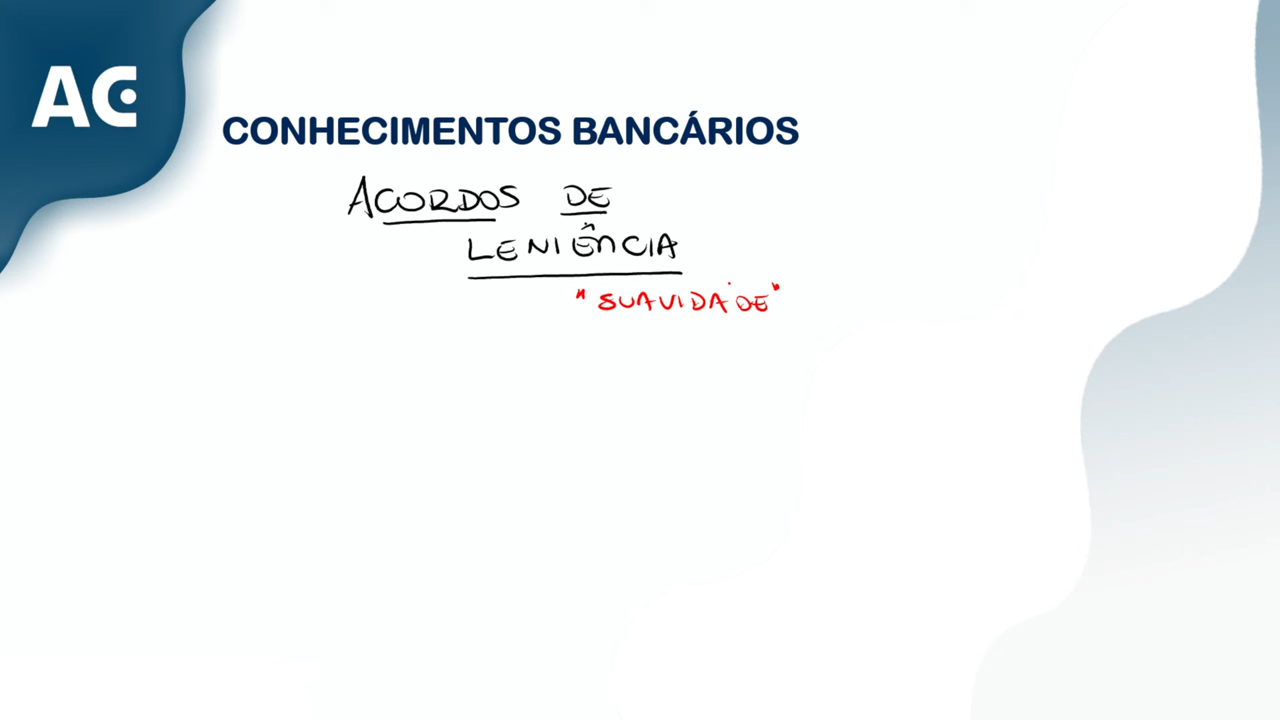 AC
CONHECIMENTOS BANCÁRIOS
ACORDOS DE
LENIÊNCIA
"SUAVIDADE"